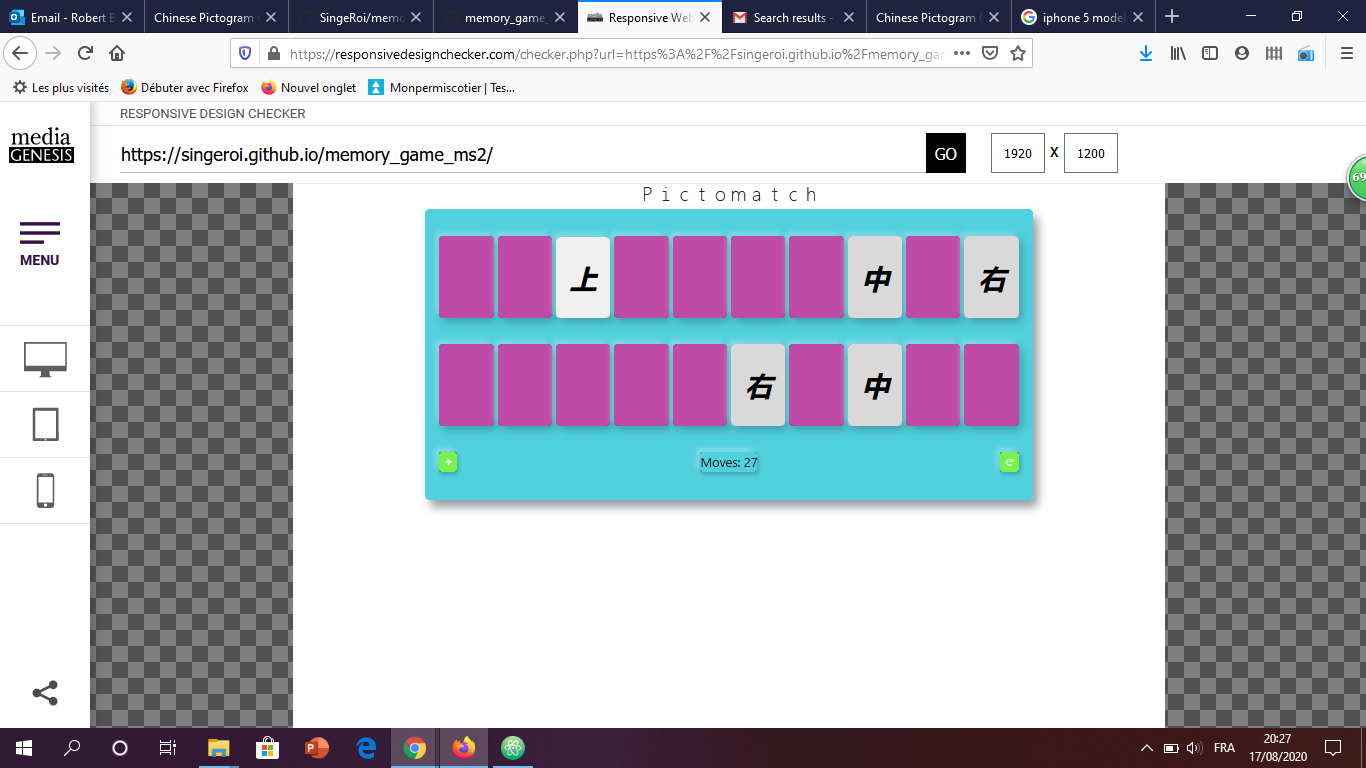 Email - Robert B
Chinese Pictogram
SingeRoi/memo
memory_game_
Responsive Web
Search results -
Chinese Pictogram
iphone 5 model
https://responsivedesignchecker.com/checker.php?url=https%3A%2F%2Fsingeroi.github.io%2Fmemory_gam
Les plus visités
Débuter avec Firefox
Nouvel onglet
Monpermiscotier | Tes...
RESPONSIVE DESIGN CHECKER
media
GENESIS
https://singeroi.github.io/memory_game_ms2/
GO
1920 X 1200
69
MENU
Pictomatch
上 中 右
右 中
Moves: 27
FRA
20:27
17/08/2020